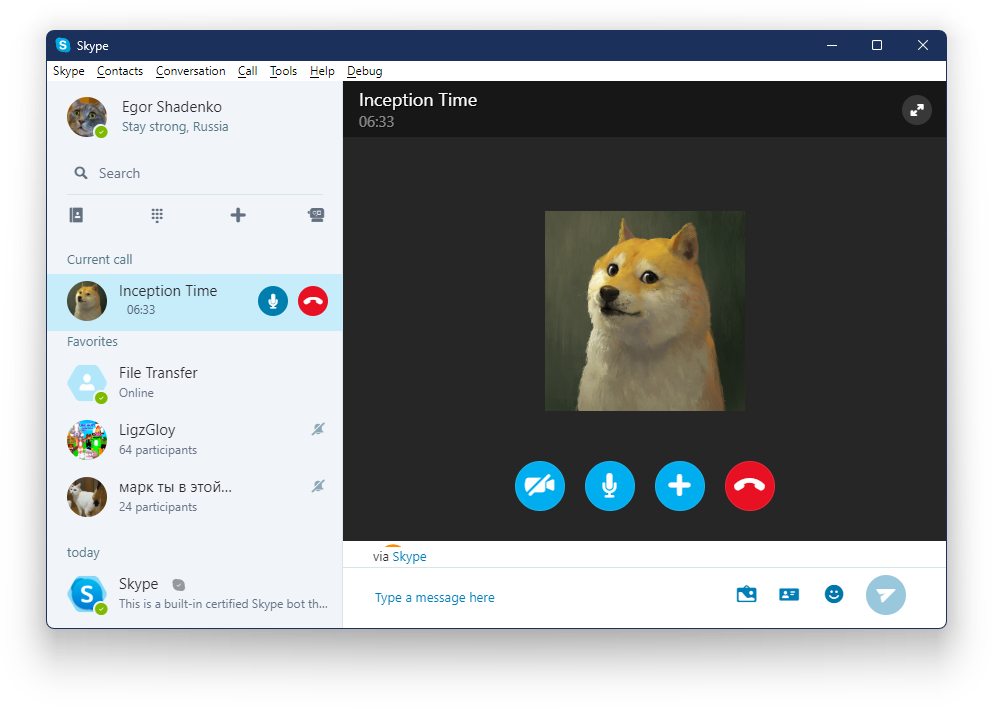 Skype
Skype Contacts Conversation Call Tools Help Debug
Egor Shadenko
Stay strong, Russia
Search
Current call
Inception Time
06:33
Favorites
File Transfer
Online
LigzGloy
64 participants
марк ты в этой...
24 participants
today
Skype
This is a built-in certified Skype bot th...
Inception Time
06:33
via Skype
Type a message here